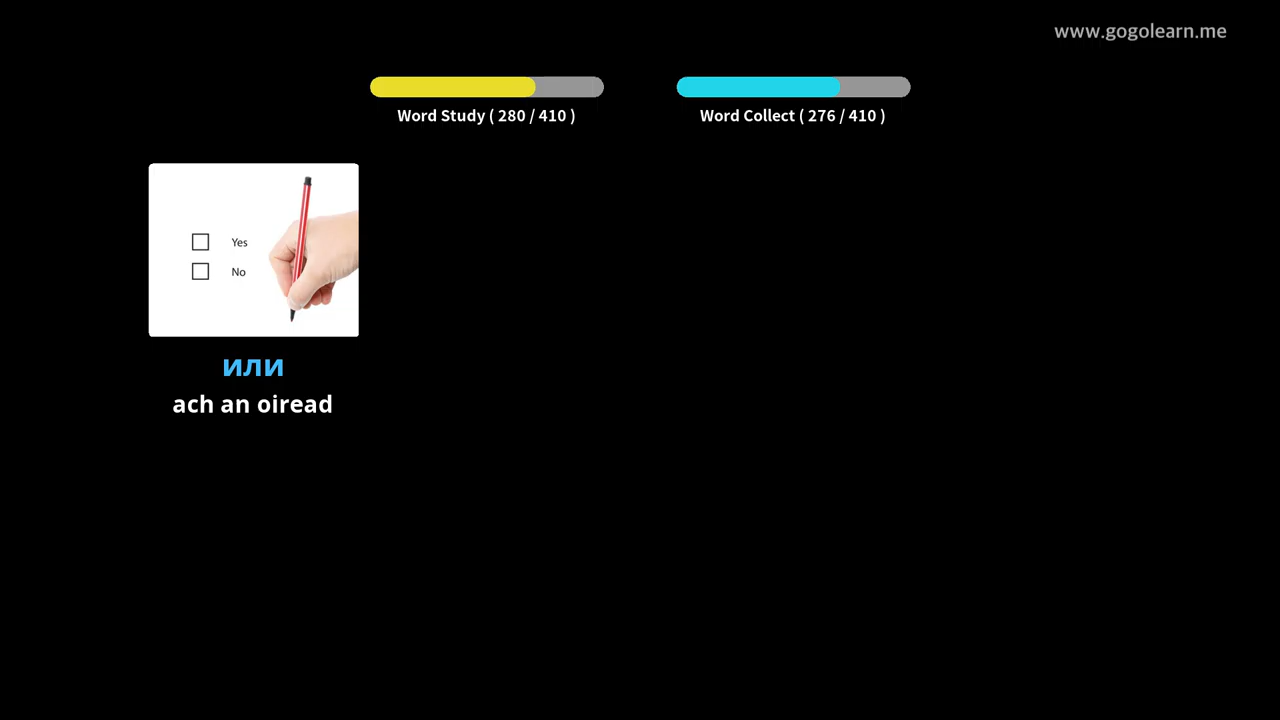 www.gogolearn.me
Word Study ( 280 / 410 )
Word Collect ( 276 / 410 )
Yes
No
или
ach an oiread